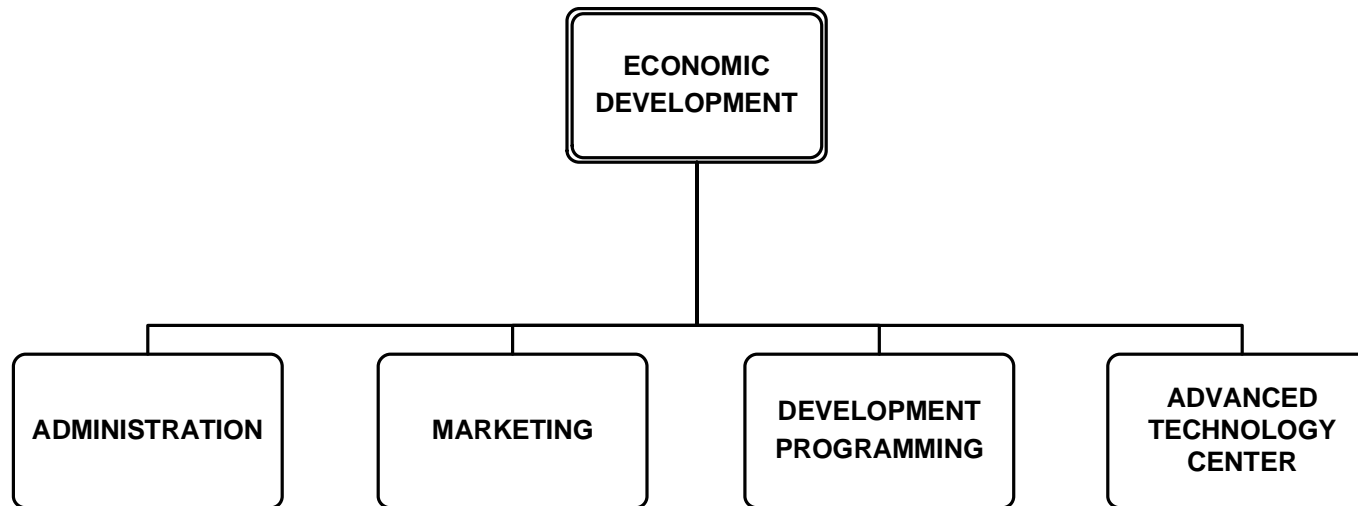 ECONOMIC
DEVELOPMENT
ADMINISTRATION
MARKETING
DEVELOPMENT
PROGRAMMING
ADVANCED
TECHNOLOGY
CENTER